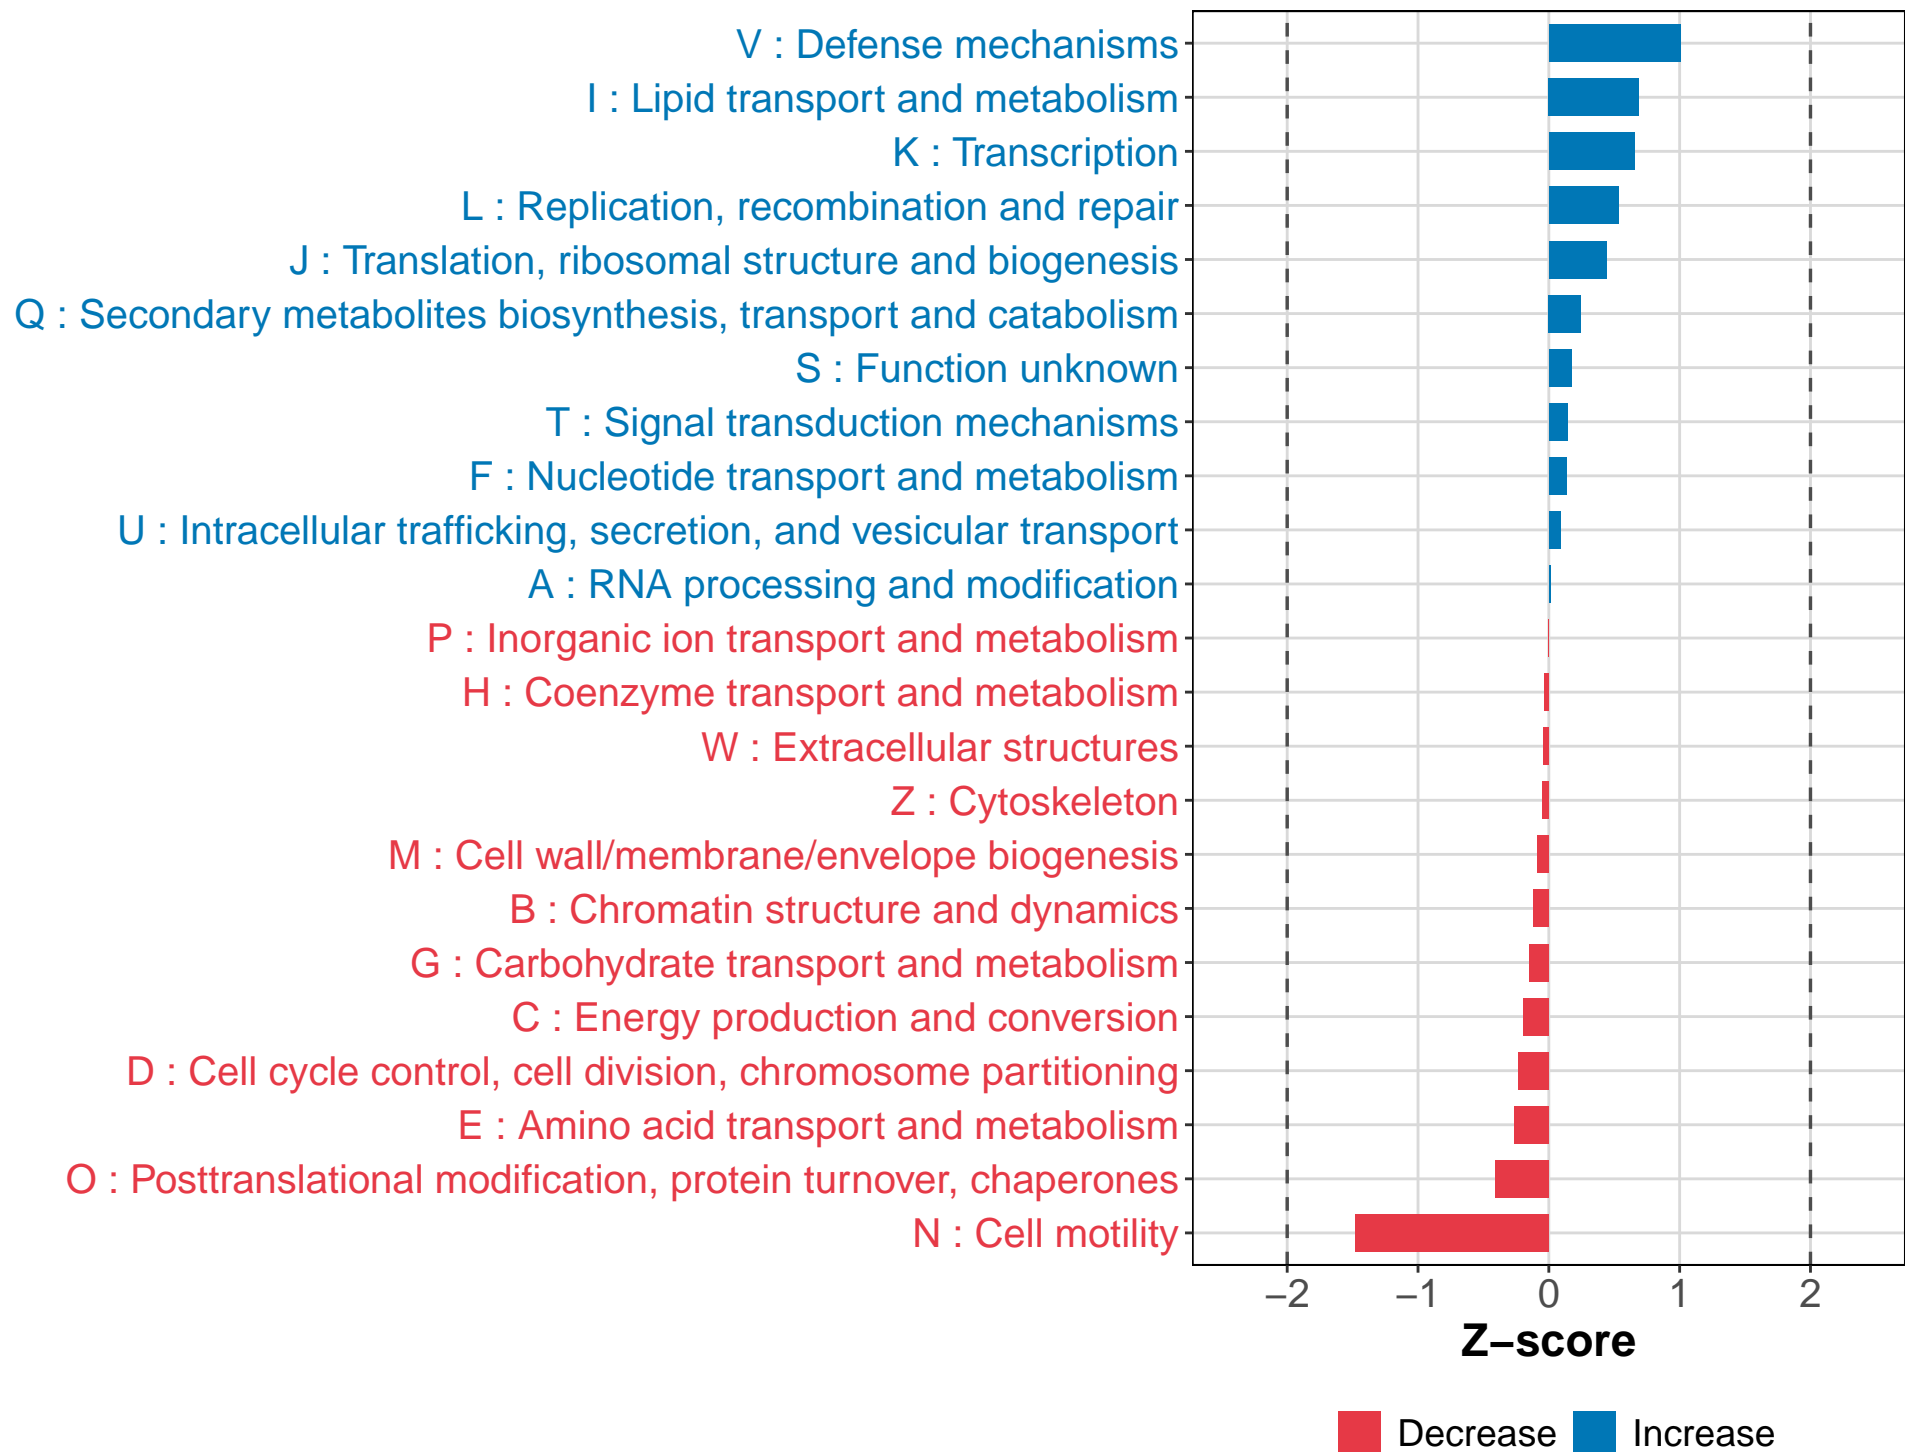 V : Defense mechanisms
I : Lipid transport and metabolism
K : Transcription
L : Replication, recombination and repair
J : Translation, ribosomal structure and biogenesis
Q : Secondary metabolites biosynthesis, transport and catabolism
S : Function unknown
T : Signal transduction mechanisms
F : Nucleotide transport and metabolism
U : Intracellular trafficking, secretion, and vesicular transport
A : RNA processing and modification
P : Inorganic ion transport and metabolism
H : Coenzyme transport and metabolism
W : Extracellular structures
Z : Cytoskeleton
M : Cell wall/membrane/envelope biogenesis
B : Chromatin structure and dynamics
G : Carbohydrate transport and metabolism
C : Energy production and conversion
D : Cell cycle control, cell division, chromosome partitioning
E : Amino acid transport and metabolism
O : Posttranslational modification, protein turnover, chaperones
N : Cell motility
−2 −1 0 1 2
Z−score
Decrease Increase